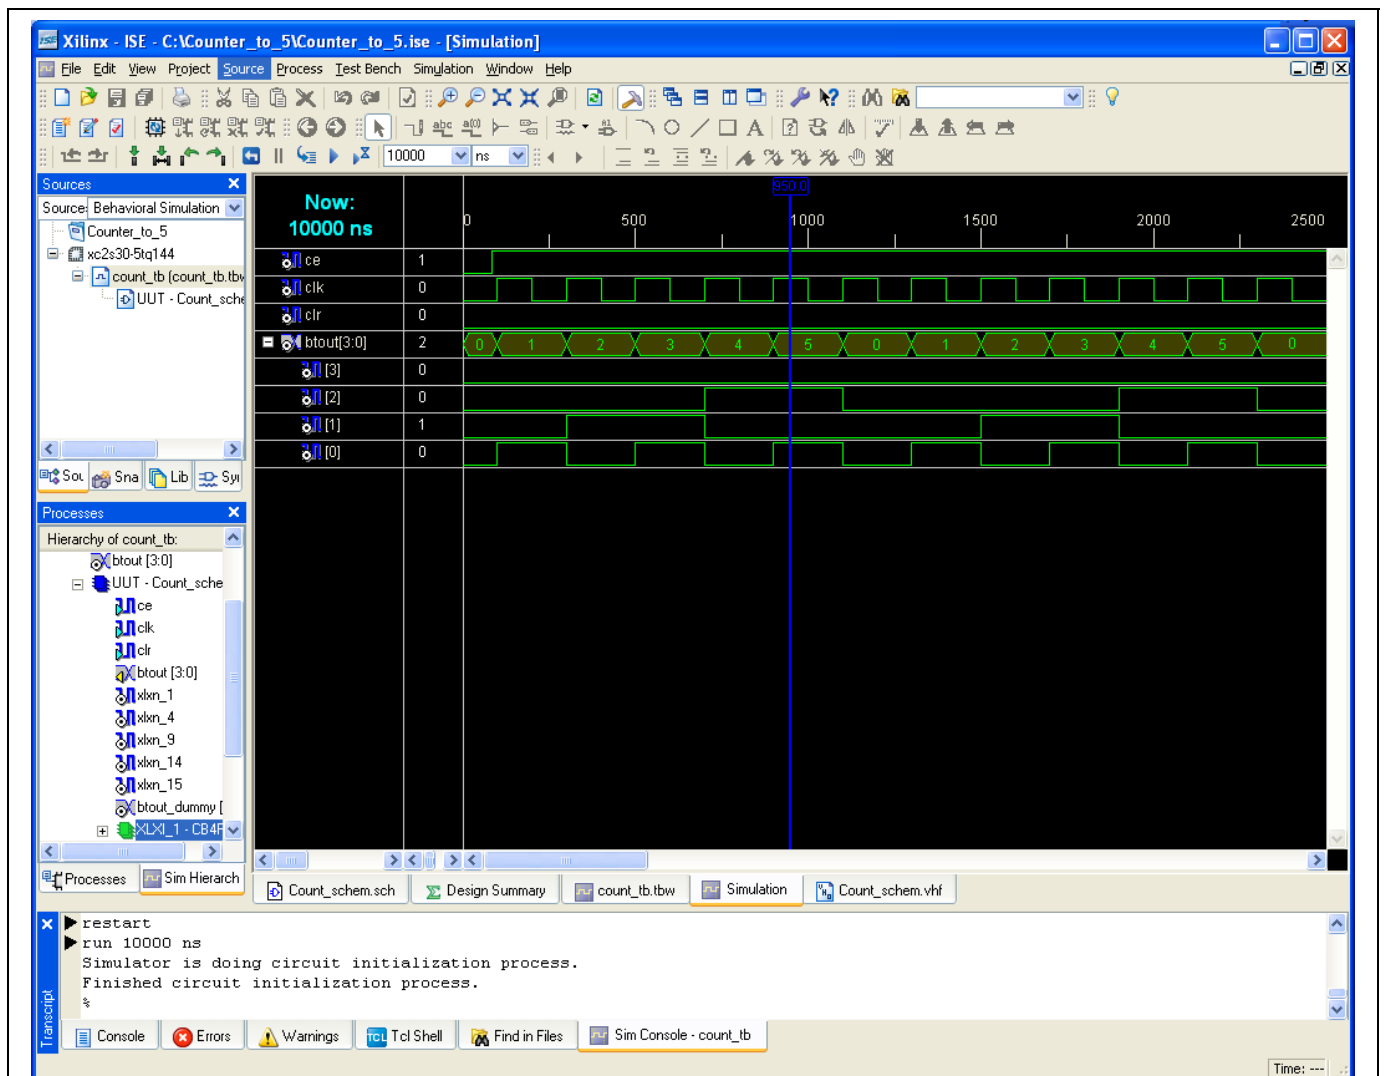 Xilinx - ISE - C:\Counter_to_5\Counter_to_5.ise - [Simulation]
File Edit View Project Source Process Test Bench Simulation Window Help
10000 ns
Sources
Source: Behavioral Simulation
Counter_to_5
xc2s30-5tq144
count_tb (count_tb.tbw
UUT - Count_sche
Sou Sna Lib Syn
Processes
Hierarchy of count_tb:
btout [3:0]
UUT - Count_sche
ce
clk
clr
btout [3:0]
xlxn_1
xlxn_4
xlxn_9
xlxn_14
xlxn_15
btout_dummy [
XLXI_1 - CB4R
Processes Sim Hierarch
Now:
10000 ns
950.0
0 500 1000 1500 2000 2500
ce 1
clk 0
clr 0
btout[3:0] 2 0 1 2 3 4 5 0 1 2 3 4 5 0
[3] 0
[2] 0
[1] 1
[0] 0
Count_schem.sch Design Summary count_tb.tbw Simulation Count_schem.vhf
Transcript
restart
run 10000 ns
Simulator is doing circuit initialization process.
Finished circuit initialization process.
%
Console Errors Warnings TCL Tcl Shell Find in Files Sim Console - count_tb
Time: ---